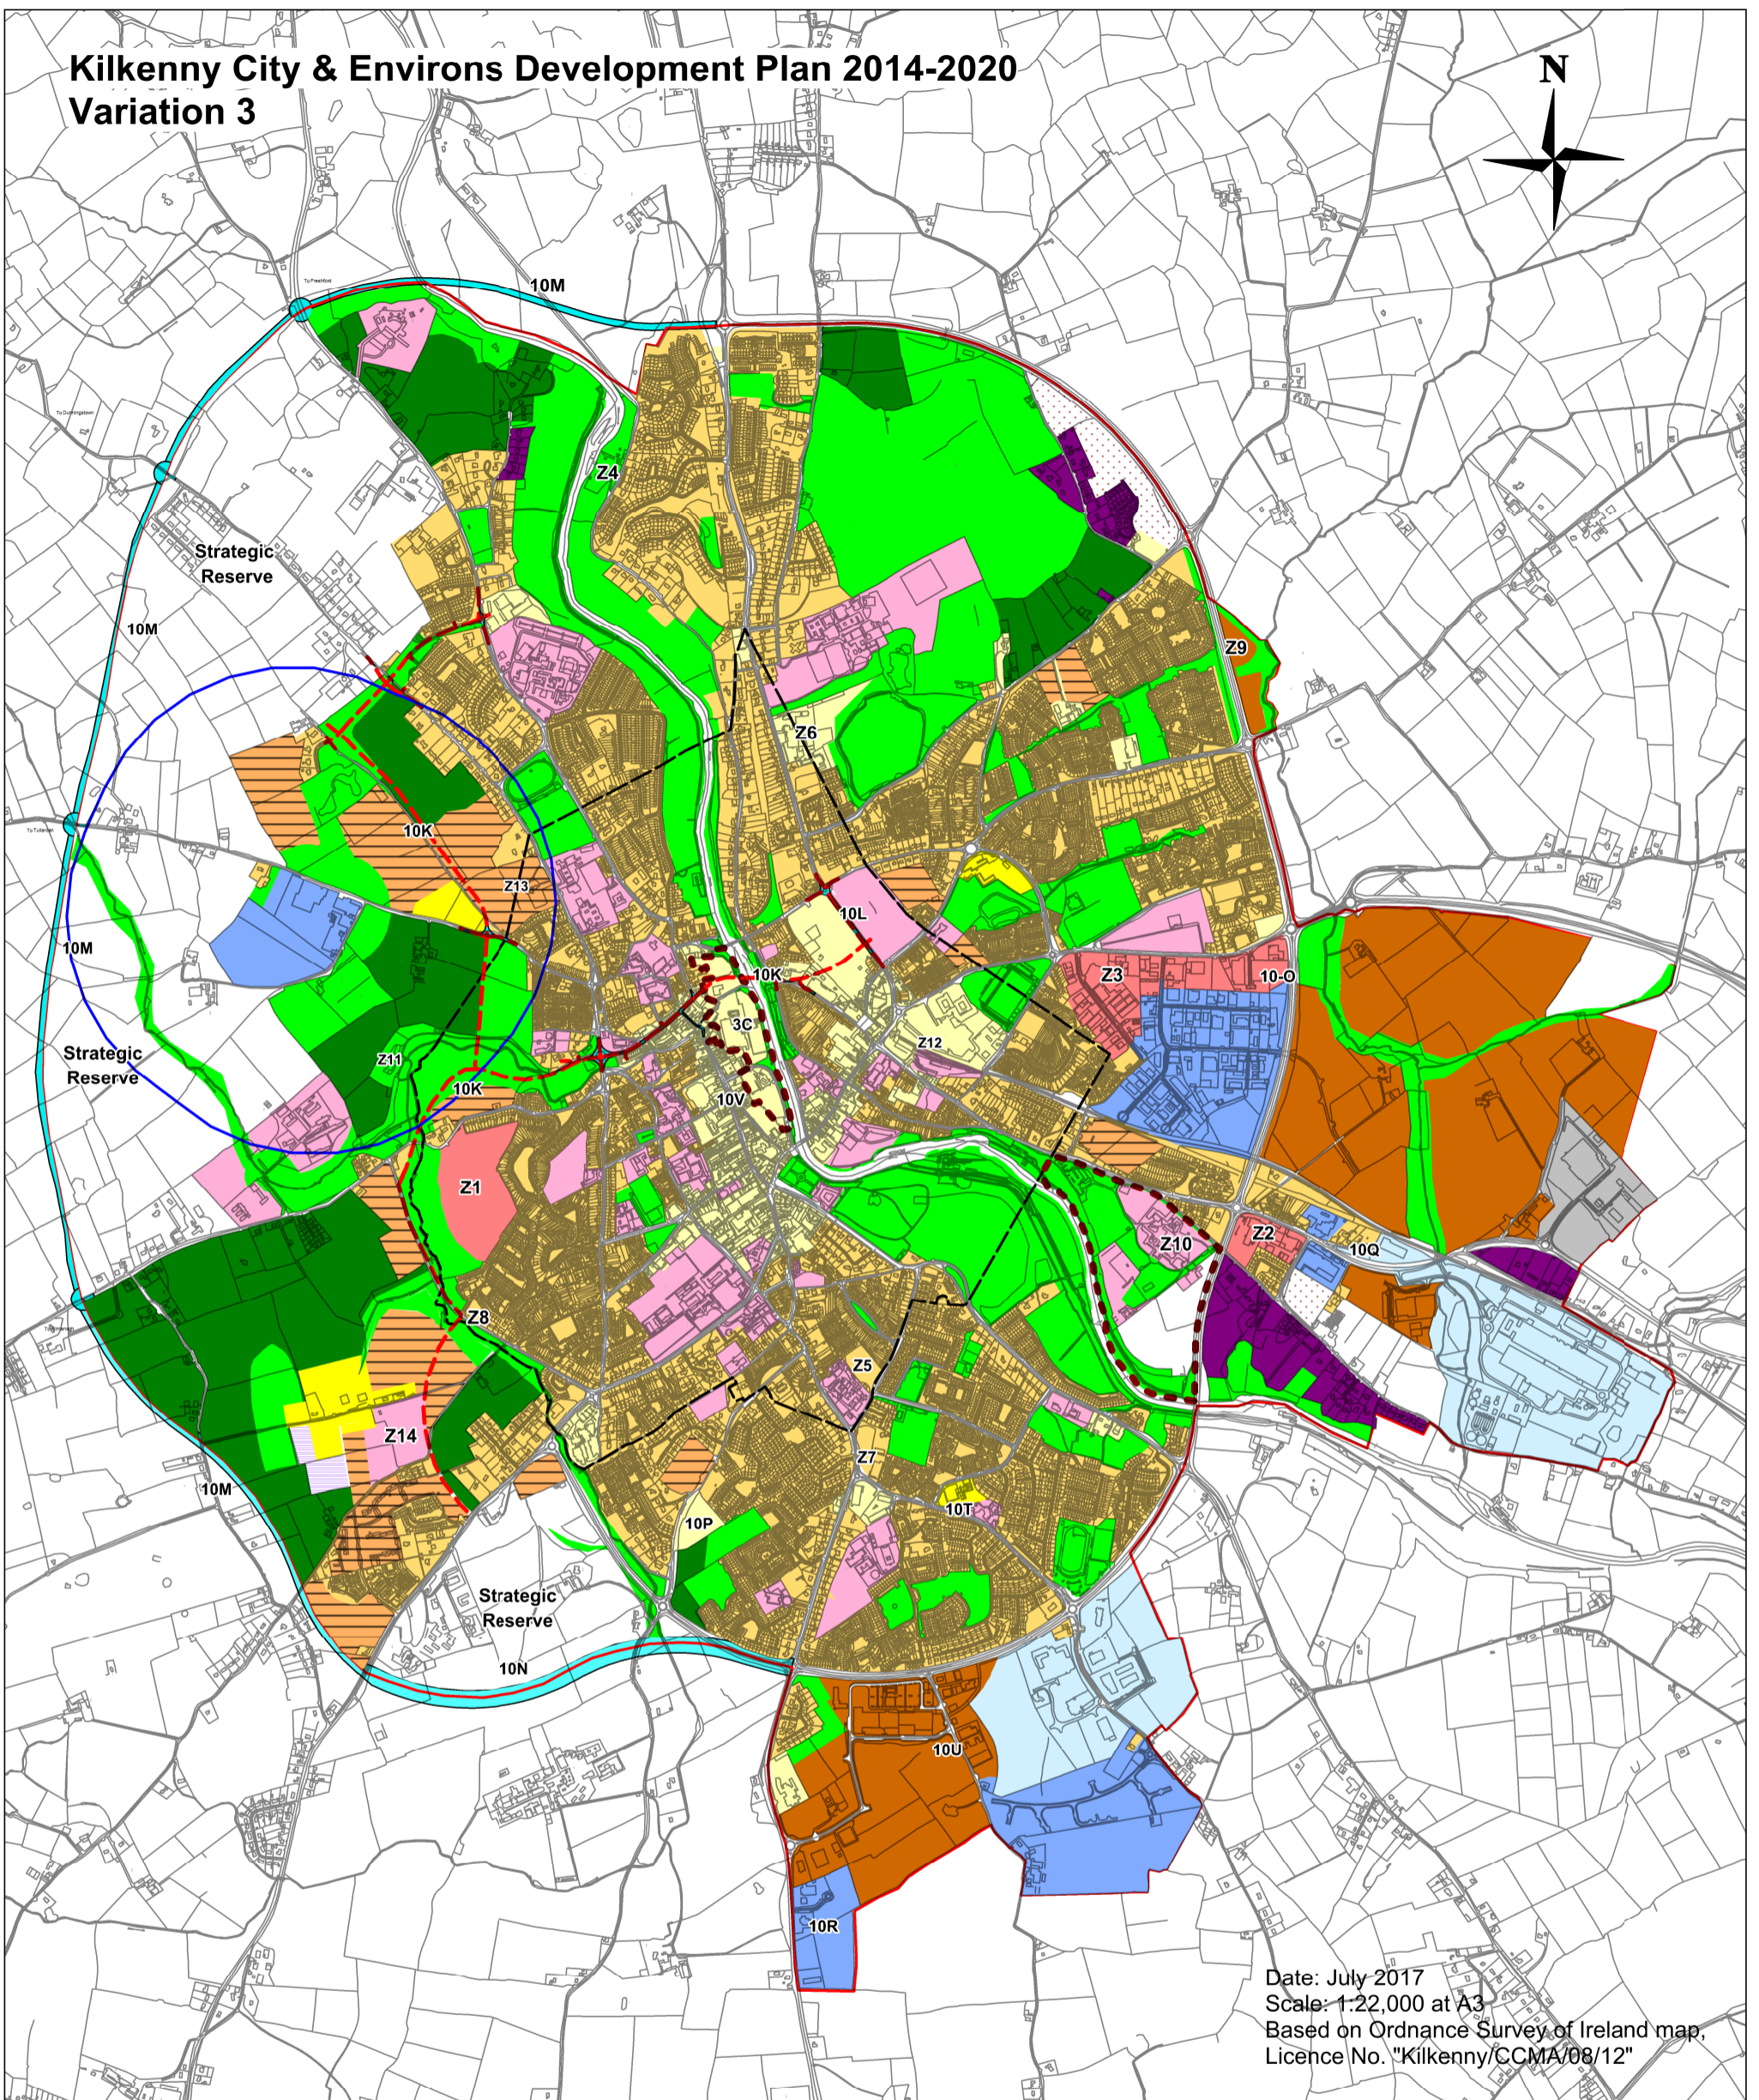 Kilkenny City & Environs Development Plan 2014-2020
Variation 3
N
To Freshford
10M
Z4
Strategic
Reserve
10M
Z9
Z6
10K
Z13
10L
10M
10K
Z3
10-O
3C
Z12
Strategic
Reserve
Z11
10K
10V
Z1
Z10
Z2
10Q
Z8
Z5
Z14
Z7
10M
10T
10P
Strategic
Reserve
10N
10U
10R
Date: July 2017
Scale: 1:22,000 at A3
Based on Ordnance Survey of Ireland map,
Licence No. "Kilkenny/CCMA/08/12"